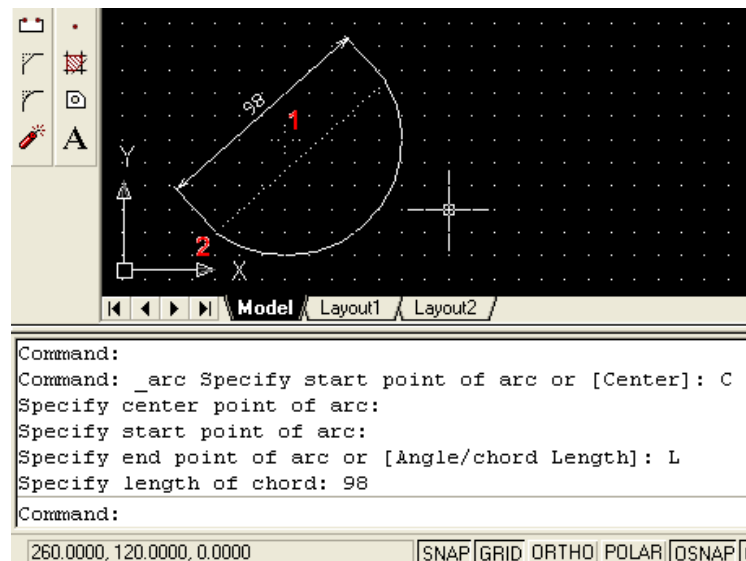 98
1
A
Y
2
X
Model Layout1 Layout2
Command:
Command: _arc Specify start point of arc or [Center]: C
Specify center point of arc:
Specify start point of arc:
Specify end point of arc or [Angle/chord Length]: L
Specify length of chord: 98
Command:
260.0000, 120.0000, 0.0000 SNAP GRID ORTHO POLAR OSNAP